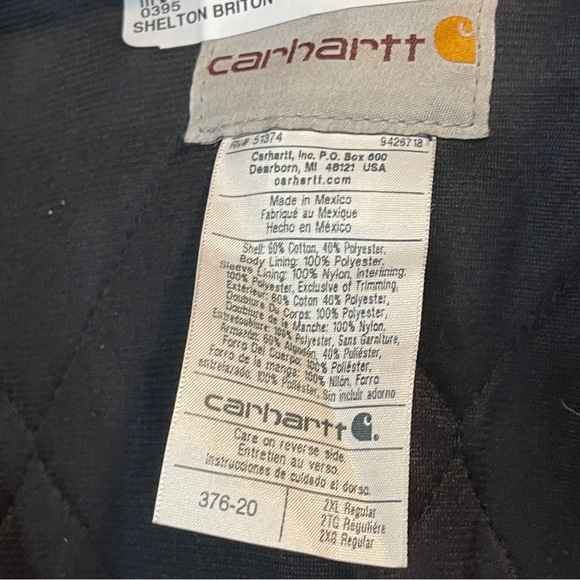 0395
SHELTON BRITON
carhartt
RN# 51374 9426718
Carhartt, Inc. P.O. Box 600
Dearborn, MI 48121 USA
carhartt.com
Made in Mexico
Fabriqué au Mexique
Hecho en México
Shell: 60% Cotton, 40% Polyester,
Body Lining: 100% Polyester,
Sleeve Lining: 100% Nylon, Interlining:
100% Polyester, Exclusive of Trimming,
Extérieur: 60% Coton 40% Polyester,
Doublure Du Corps: 100% Polyester,
Doublure de la Manche: 100% Nylon,
Entredoublure: 100% Polyester, Sans Garniture,
Armazón: 60% Algodón, 40% Poliéster,
Forro Del Cuerpo: 100% Poliéster,
Forro de la manga: 100% Nilón, Forro
entrelazado: 100% Poliéster, Sin incluir adorno
carhartt
Care on reverse side
Entretien au verso
Instrucciones de cuidado al dorso
376-20
2XL Regular
2TG Regulière
2XG Regular